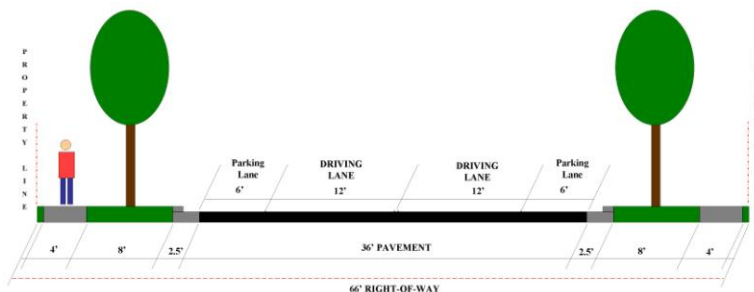 PROPERTY LINE
Parking
Lane
6'
DRIVING
LANE
12'
DRIVING
LANE
12'
Parking
Lane
6'
4'
8'
2.5'
36' PAVEMENT
2.5'
8'
4'
66' RIGHT-OF-WAY